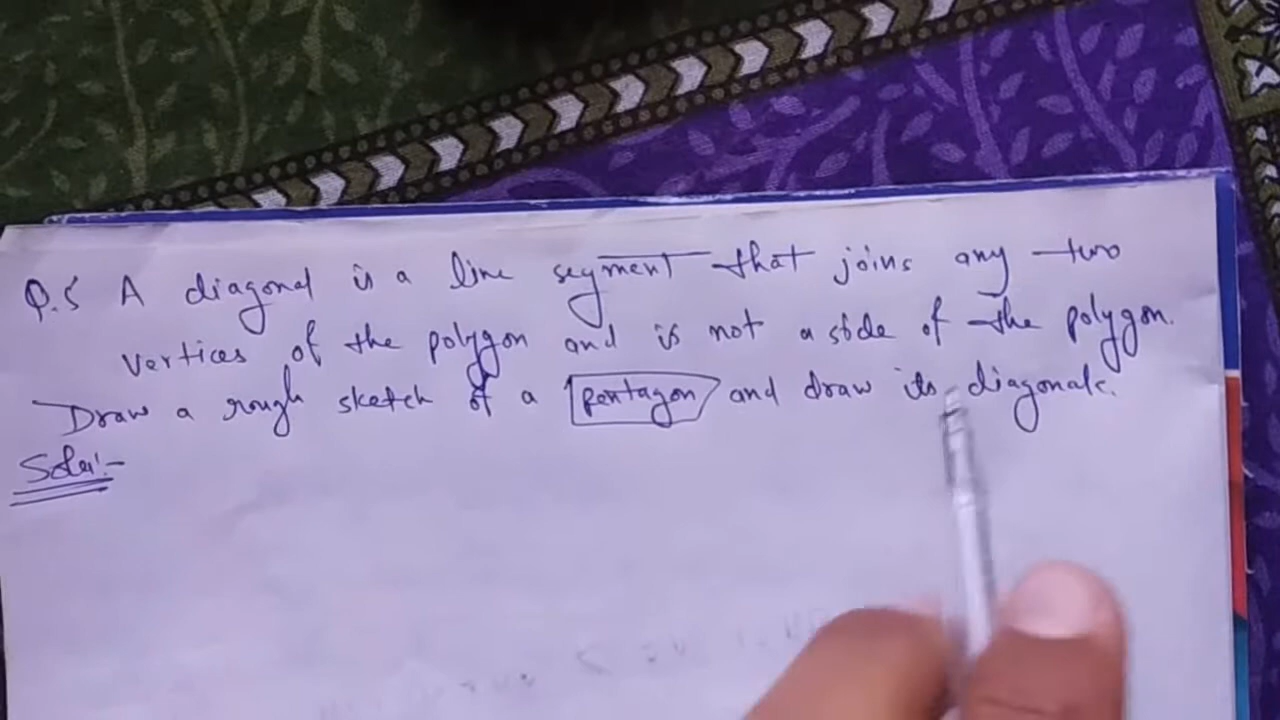 Q.5 A diagonal is a line segment that joins any two
vertices of the polygon and is not a side of the polygon.
Draw a rough sketch of a pentagon and draw its diagonals.
Soln:-